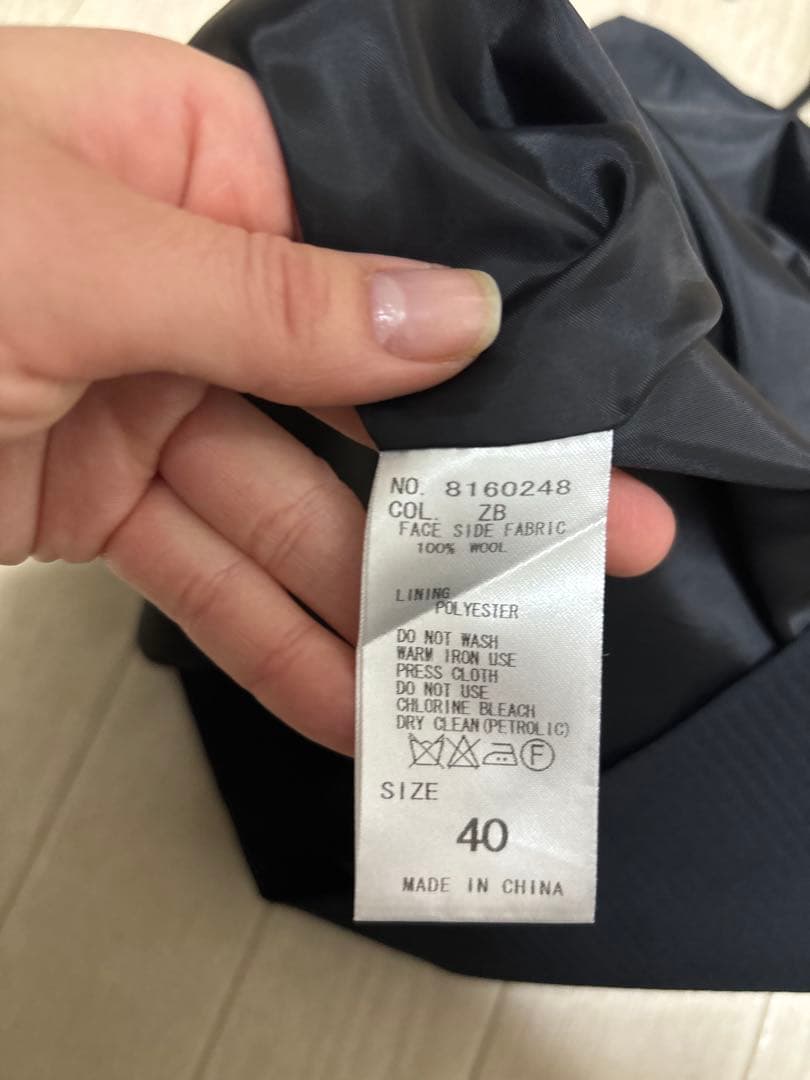 NO. 8160248
COL. ZB
FACE SIDE FABRIC
100% WOOL
LINING
POLYESTER
DO NOT WASH
WARM IRON USE
PRESS CLOTH
DO NOT USE
CHLORINE BLEACH
DRY CLEAN(PETROLIC)
F
SIZE
40
MADE IN CHINA